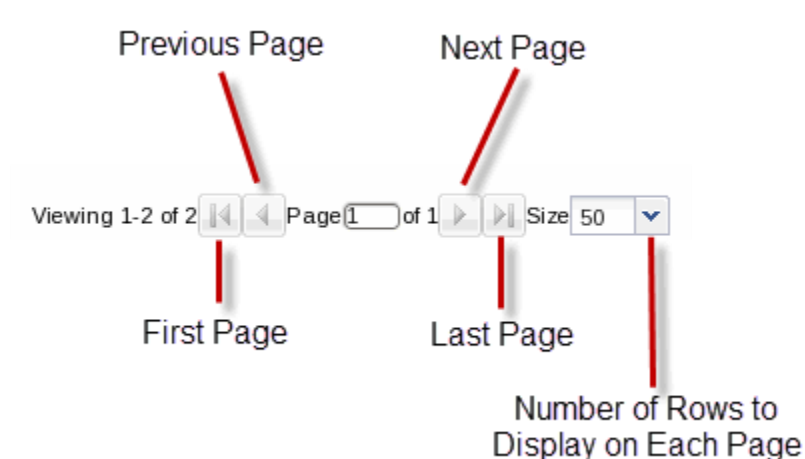 Previous Page
Next Page
Viewing 1-2 of 2 Page 1 of 1 Size 50
First Page
Last Page
Number of Rows to
Display on Each Page